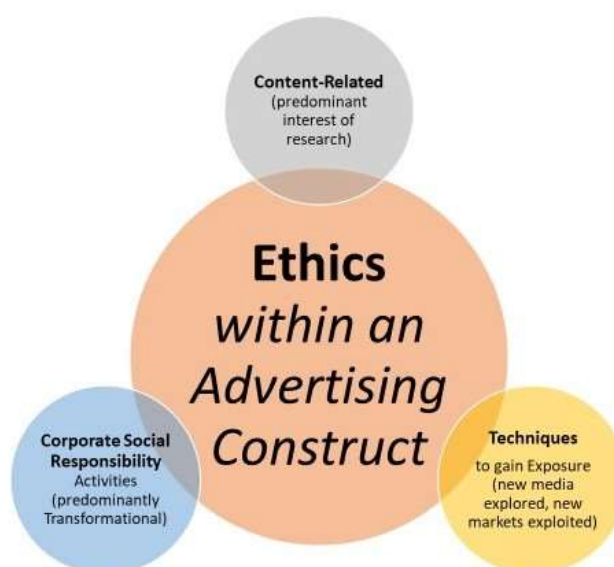 Content-Related
(predominant
interest of
research)
Ethics
within an
Advertising
Construct
Corporate Social
Responsibility
Activities
(predominantly
Transformational)
Techniques
to gain Exposure
(new media
explored, new
markets exploited)